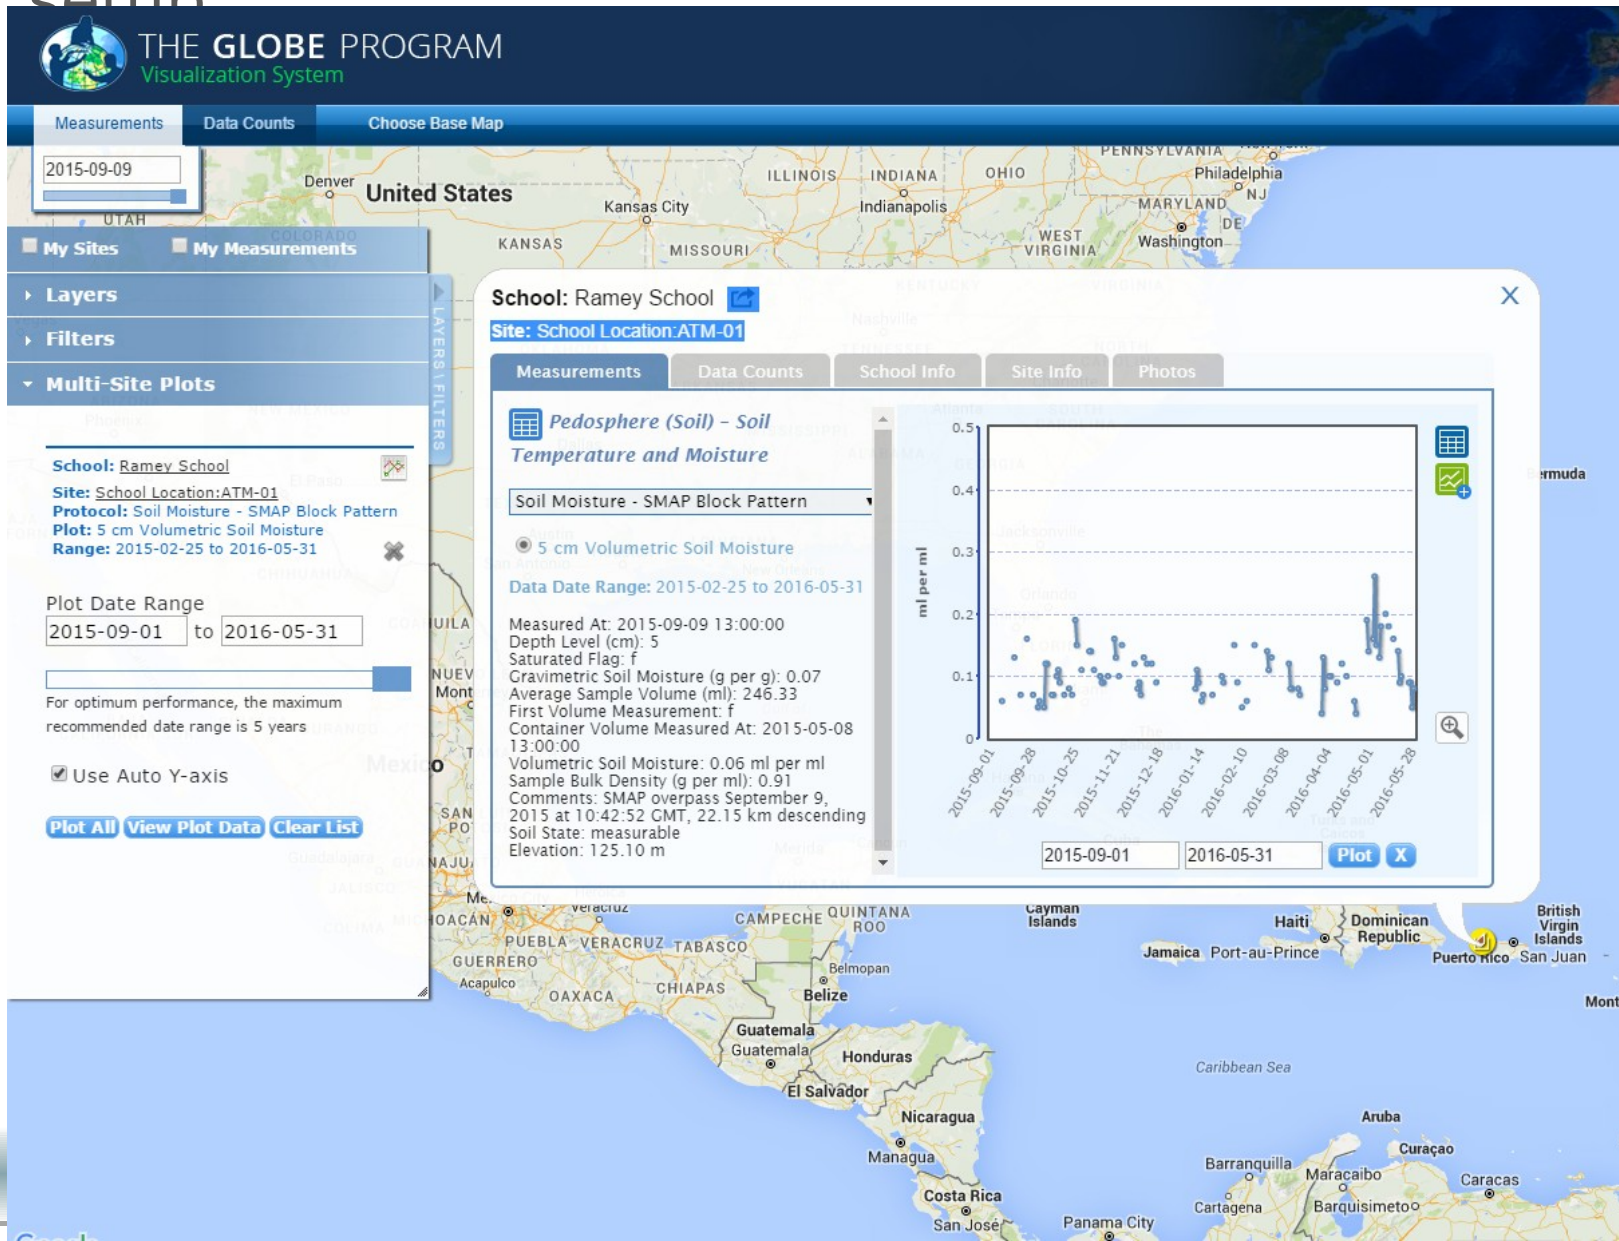 THE GLOBE PROGRAM
Visualization System
Measurements
Data Counts
Choose Base Map
2015-09-09
My Sites
My Measurements
Layers
Filters
Multi-Site Plots
LAYERS \ FILTERS
School: Ramey School
Site: School Location:ATM-01
Protocol: Soil Moisture - SMAP Block Pattern
Plot: 5 cm Volumetric Soil Moisture
Range: 2015-02-25 to 2016-05-31
Plot Date Range
2015-09-01 to 2016-05-31
For optimum performance, the maximum
recommended date range is 5 years
Use Auto Y-axis
Plot All View Plot Data Clear List
School: Ramey School
X
Site: School Location:ATM-01
Measurements
Data Counts
School Info
Site Info
Photos
Pedosphere (Soil) – Soil
Temperature and Moisture
Soil Moisture - SMAP Block Pattern
5 cm Volumetric Soil Moisture
Data Date Range: 2015-02-25 to 2016-05-31
Measured At: 2015-09-09 13:00:00
Depth Level (cm): 5
Saturated Flag: f
Gravimetric Soil Moisture (g per g): 0.07
Average Sample Volume (ml): 246.33
First Volume Measurement: f
Container Volume Measured At: 2015-05-08
13:00:00
Volumetric Soil Moisture: 0.06 ml per ml
Sample Bulk Density (g per ml): 0.91
Comments: SMAP overpass September 9,
2015 at 10:42:52 GMT, 22.15 km descending
Soil State: measurable
Elevation: 125.10 m
ml per ml
0.5
0.4
0.3
0.2
0.1
0
2015-09-01
2015-09-28
2015-10-25
2015-11-21
2015-12-18
2016-01-14
2016-02-10
2016-03-08
2016-04-04
2016-05-01
2016-05-28
2015-09-01
2016-05-31
Plot
X
Denver
United States
UTAH
COLORADO
Kansas City
KANSAS
MISSOURI
ILLINOIS
INDIANA
Indianapolis
OHIO
PENNSYLVANIA
Philadelphia
MARYLAND
NJ
DE
WEST
VIRGINIA
Washington
Mexico
Veracruz
CAMPECHE
QUINTANA
ROO
PUEBLA
VERACRUZ
TABASCO
GUERRERO
Acapulco
OAXACA
CHIAPAS
Belmopan
Belize
Guatemala
Guatemala
Honduras
El Salvador
Nicaragua
Managua
Costa Rica
San José
Panama City
Cayman
Islands
Jamaica
Port-au-Prince
Haiti
Dominican
Republic
Puerto Rico
San Juan
British
Virgin
Islands
Caribbean Sea
Aruba
Curaçao
Barranquilla
Maracaibo
Caracas
Cartagena
Barquisimeto